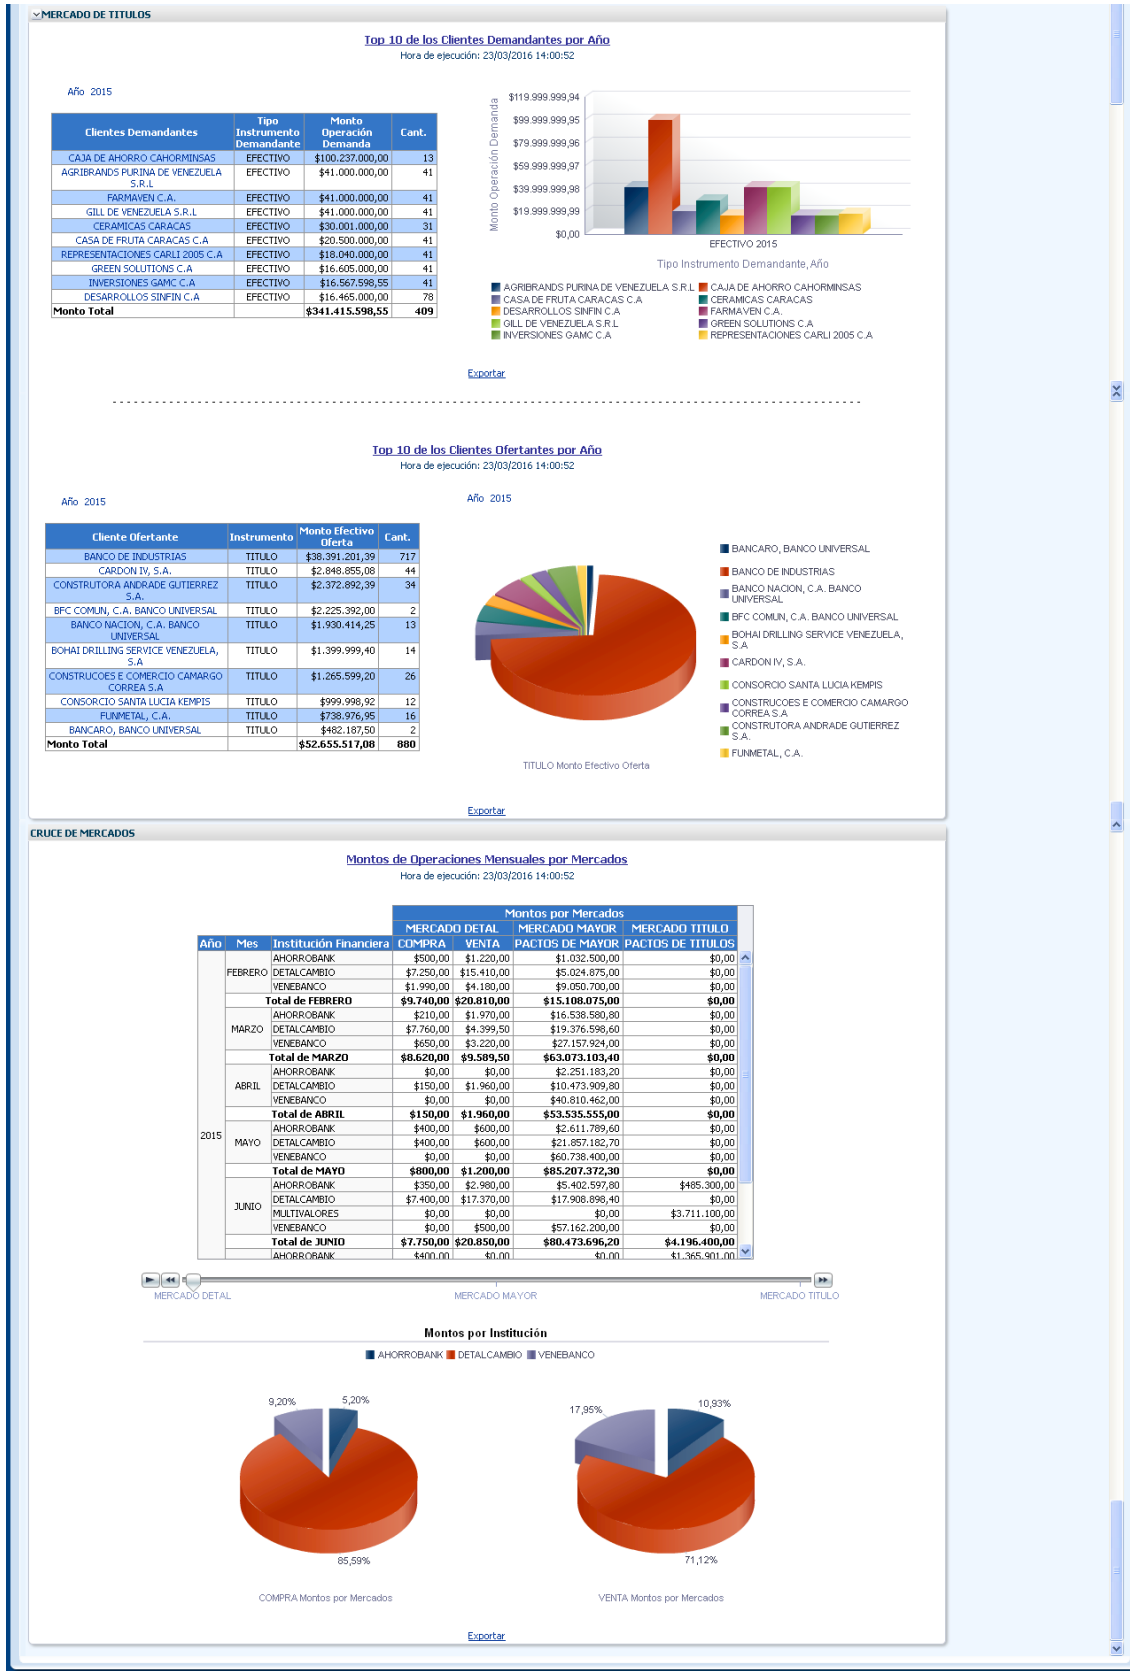 MERCADO DE TITULOS
Top 10 de los Clientes Demandantes por Año
Hora de ejecución: 23/03/2016 14:00:52
Año 2015
Clientes Demandantes Tipo Instrumento Demandante Monto Operación Demanda Cant.
CAJA DE AHORRO CAHORMINSAS EFECTIVO $100.237.000,00 13
AGRIBRANDS PURINA DE VENEZUELA S.R.L EFECTIVO $41.000.000,00 41
FARMAVEN C.A. EFECTIVO $41.000.000,00 41
GILL DE VENEZUELA S.R.L EFECTIVO $41.000.000,00 41
CERAMICAS CARACAS EFECTIVO $30.001.000,00 31
CASA DE FRUTA CARACAS C.A EFECTIVO $20.500.000,00 41
REPRESENTACIONES CARLI 2005 C.A EFECTIVO $18.040.000,00 41
GREEN SOLUTIONS C.A EFECTIVO $16.605.000,00 41
INVERSIONES GAMC C.A EFECTIVO $16.567.598,55 41
DESARROLLOS SINFIN C.A EFECTIVO $16.465.000,00 78
Monto Total $341.415.598,55 409
Monto Operación Demanda
$119.999.999,94
$99.999.999,95
$79.999.999,96
$59.999.999,97
$39.999.999,98
$19.999.999,99
$0,00
EFECTIVO 2015
Tipo Instrumento Demandante, Año
AGRIBRANDS PURINA DE VENEZUELA S.R.L CAJA DE AHORRO CAHORMINSAS
CASA DE FRUTA CARACAS C.A CERAMICAS CARACAS
DESARROLLOS SINFIN C.A FARMAVEN C.A.
GILL DE VENEZUELA S.R.L GREEN SOLUTIONS C.A
INVERSIONES GAMC C.A REPRESENTACIONES CARLI 2005 C.A
Exportar
Top 10 de los Clientes Ofertantes por Año
Hora de ejecución: 23/03/2016 14:00:52
Año 2015
Cliente Ofertante Instrumento Monto Efectivo Oferta Cant.
BANCO DE INDUSTRIAS TITULO $38.391.201,39 717
CARDON IV, S.A. TITULO $2.848.855,08 44
CONSTRUTORA ANDRADE GUTIERREZ S.A. TITULO $2.372.892,39 34
BFC COMUN, C.A. BANCO UNIVERSAL TITULO $2.225.392,00 2
BANCO NACION, C.A. BANCO UNIVERSAL TITULO $1.930.414,25 13
BOHAI DRILLING SERVICE VENEZUELA, S.A TITULO $1.399.999,40 14
CONSTRUCOES E COMERCIO CAMARGO CORREA S.A TITULO $1.265.599,20 26
CONSORCIO SANTA LUCIA KEMPIS TITULO $999.998,92 12
FUNMETAL, C.A. TITULO $738.976,95 16
BANCARO, BANCO UNIVERSAL TITULO $482.187,50 2
Monto Total $52.655.517,08 880
Año 2015
BANCARO, BANCO UNIVERSAL
BANCO DE INDUSTRIAS
BANCO NACION, C.A. BANCO
UNIVERSAL
BFC COMUN, C.A. BANCO UNIVERSAL
BOHAI DRILLING SERVICE VENEZUELA,
S.A
CARDON IV, S.A.
CONSORCIO SANTA LUCIA KEMPIS
CONSTRUCOES E COMERCIO CAMARGO
CORREA S.A
CONSTRUTORA ANDRADE GUTIERREZ
S.A.
FUNMETAL, C.A.
TITULO Monto Efectivo Oferta
Exportar
CRUCE DE MERCADOS
Montos de Operaciones Mensuales por Mercados
Hora de ejecución: 23/03/2016 14:00:52
Montos por Mercados
MERCADO DETAL MERCADO MAYOR MERCADO TITULO
Año Mes Institución Financiera COMPRA VENTA PACTOS DE MAYOR PACTOS DE TITULOS
AHORROBANK $500,00 $1.220,00 $1.032.500,00 $0,00
FEBRERO DETALCAMBIO $7.250,00 $15.410,00 $5.024.875,00 $0,00
VENEBANCO $1.990,00 $4.180,00 $9.050.700,00 $0,00
Total de FEBRERO $9.740,00 $20.810,00 $15.108.075,00 $0,00
AHORROBANK $210,00 $1.970,00 $16.538.580,80 $0,00
MARZO DETALCAMBIO $7.760,00 $4.399,50 $19.376.598,60 $0,00
VENEBANCO $650,00 $3.220,00 $27.157.924,00 $0,00
Total de MARZO $8.620,00 $9.589,50 $63.073.103,40 $0,00
AHORROBANK $0,00 $0,00 $2.251.183,20 $0,00
ABRIL DETALCAMBIO $150,00 $1.960,00 $10.473.909,80 $0,00
VENEBANCO $0,00 $0,00 $40.810.462,00 $0,00
Total de ABRIL $150,00 $1.960,00 $53.535.555,00 $0,00
AHORROBANK $400,00 $600,00 $2.611.789,60 $0,00
2015 MAYO DETALCAMBIO $400,00 $600,00 $21.857.182,70 $0,00
VENEBANCO $0,00 $0,00 $60.738.400,00 $0,00
Total de MAYO $800,00 $1.200,00 $85.207.372,30 $0,00
AHORROBANK $350,00 $2.980,00 $5.402.597,80 $485.300,00
JUNIO DETALCAMBIO $7.400,00 $17.370,00 $17.908.898,40 $0,00
MULTIVALORES $0,00 $0,00 $0,00 $3.711.100,00
VENEBANCO $0,00 $500,00 $57.162.200,00 $0,00
Total de JUNIO $7.750,00 $20.850,00 $80.473.696,20 $4.196.400,00
AHORROBANK $400,00 $0,00 $0,00 $1.365.901,00
MERCADO DETAL MERCADO MAYOR MERCADO TITULO
Montos por Institución
AHORROBANK DETALCAMBIO VENEBANCO
9,20% 5,20%
85,59%
COMPRA Montos por Mercados
17,95% 10,93%
71,12%
VENTA Montos por Mercados
Exportar